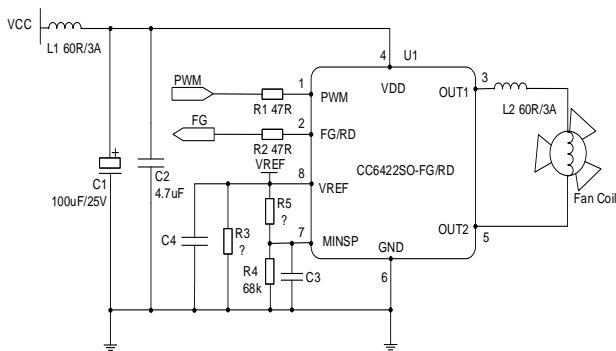 VCC
L1 60R/3A
4
U1
PWM
1
PWM
VDD
OUT1
3
R1 47R
L2 60R/3A
FG
2
FG/RD
R2 47R
VREF
CC6422SO-FG/RD
C1
100uF/25V
C2
4.7uF
8
VREF
R5
?
Fan Coil
C4
R3
?
7
MINSP
OUT2
5
R4
68k
C3
GND
6
+